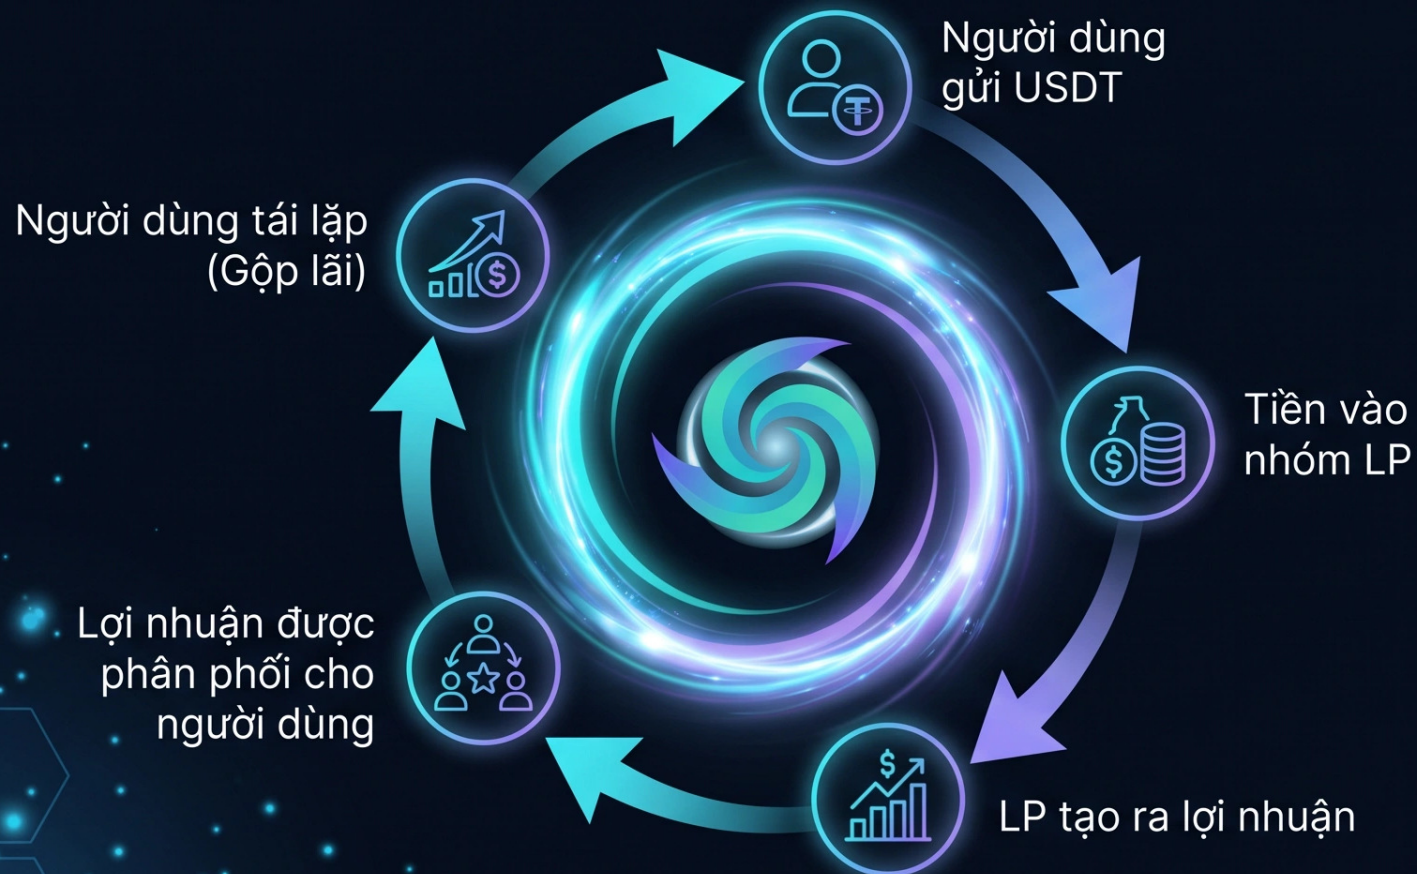 Người dùng
gửi USDT
Tiền vào
nhóm LP
LP tạo ra lợi nhuận
Lợi nhuận được
phân phối cho
người dùng
Người dùng tái lặp
(Gộp lãi)